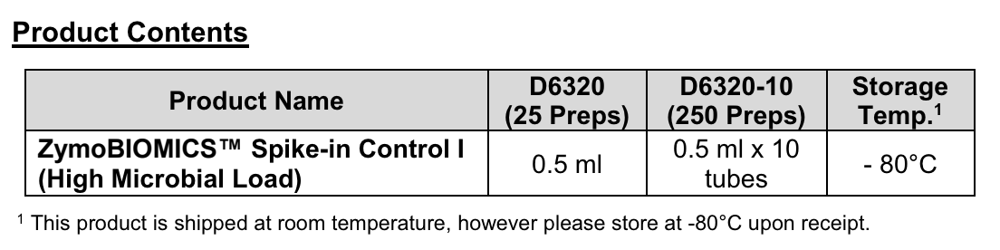 Product Contents
Product Name D6320 (25 Preps) D6320-10 (250 Preps) Storage Temp.¹
ZymoBIOMICS™ Spike-in Control I (High Microbial Load) 0.5 ml 0.5 ml x 10 tubes - 80°C
¹ This product is shipped at room temperature, however please store at -80°C upon receipt.